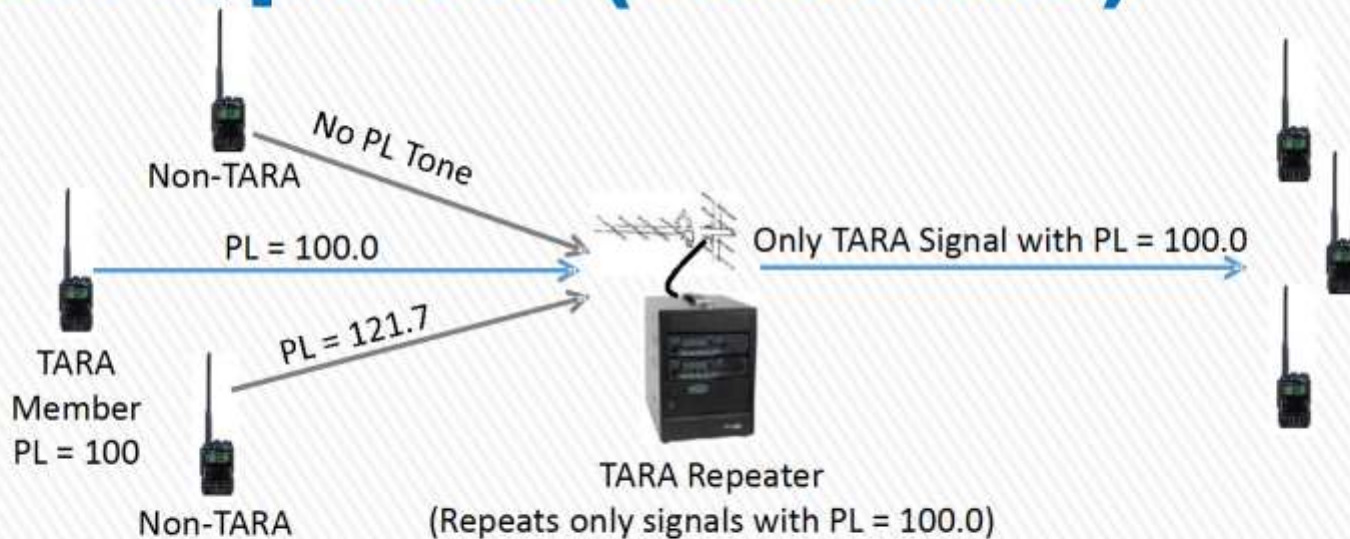 No PL Tone
Non-TARA
PL = 100.0
Only TARA Signal with PL = 100.0
PL = 121.7
TARA
Member
PL = 100
Non-TARA
TARA Repeater
(Repeats only signals with PL = 100.0)